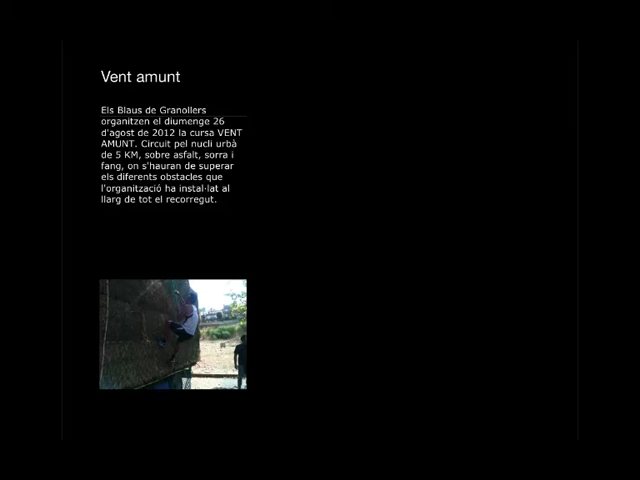 Vent amunt
Els Blaus de Granollers
organitzen el diumenge 26
d'agost de 2012 la cursa VENT
AMUNT. Circuit pel nucli urbà
de 5 KM, sobre asfalt, sorra i
fang, on s'hauran de superar
els diferents obstacles que
l'organització ha instal·lat al
llarg de tot el recorregut.